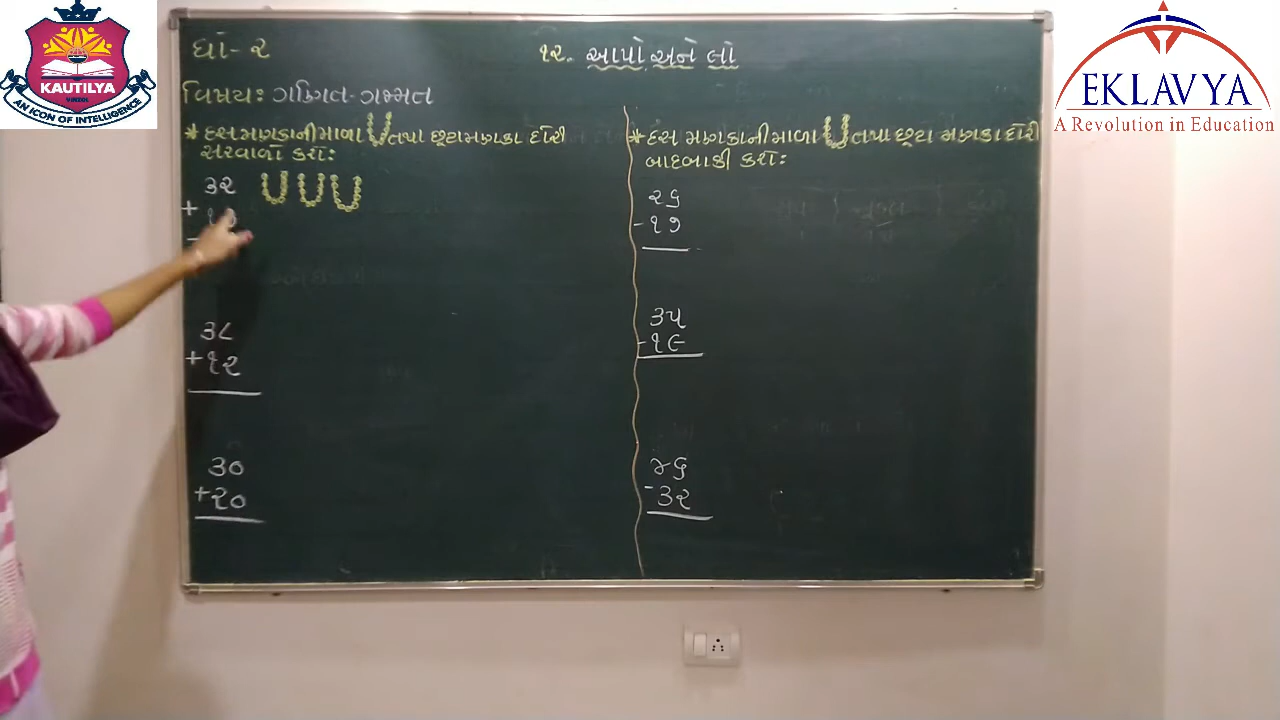 KAUTILYA
AN ICON OF INTELLIGENCE
EKLAVYA
A Revolution in Education
ધો- ૨
૧૨. આપો અને લો
વિષય: ગણિત-ગમ્મત
* દસ મણકાની માળા તથા છૂટા મણકા દોરી
સરવાળો કરો:
૩૨
+
૩૮
+૧૨
૩૦
+૨૦
* દસ મણકાની માળા તથા છૂટા મણકા દોરી
બાદબાકી કરો:
૨૬
-૧૭
૩૫
-૧૯
૪૬
-૩૨